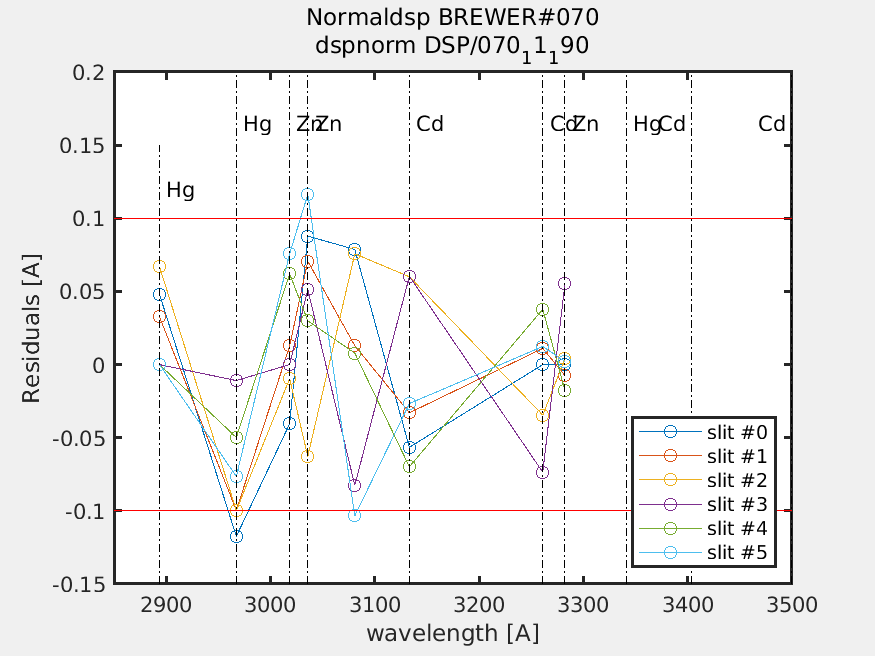 Normaldsp BREWER#070
dspnorm DSP/070₁1₁90
0.2
0.15
0.1
0.05
0
-0.05
-0.1
-0.15
Residuals [A]
Hg
Hg
Zn
Zn
Cd
Cd
Zn
Hg
Cd
Cd
slit #0
slit #1
slit #2
slit #3
slit #4
slit #5
2900 3000 3100 3200 3300 3400 3500
wavelength [A]